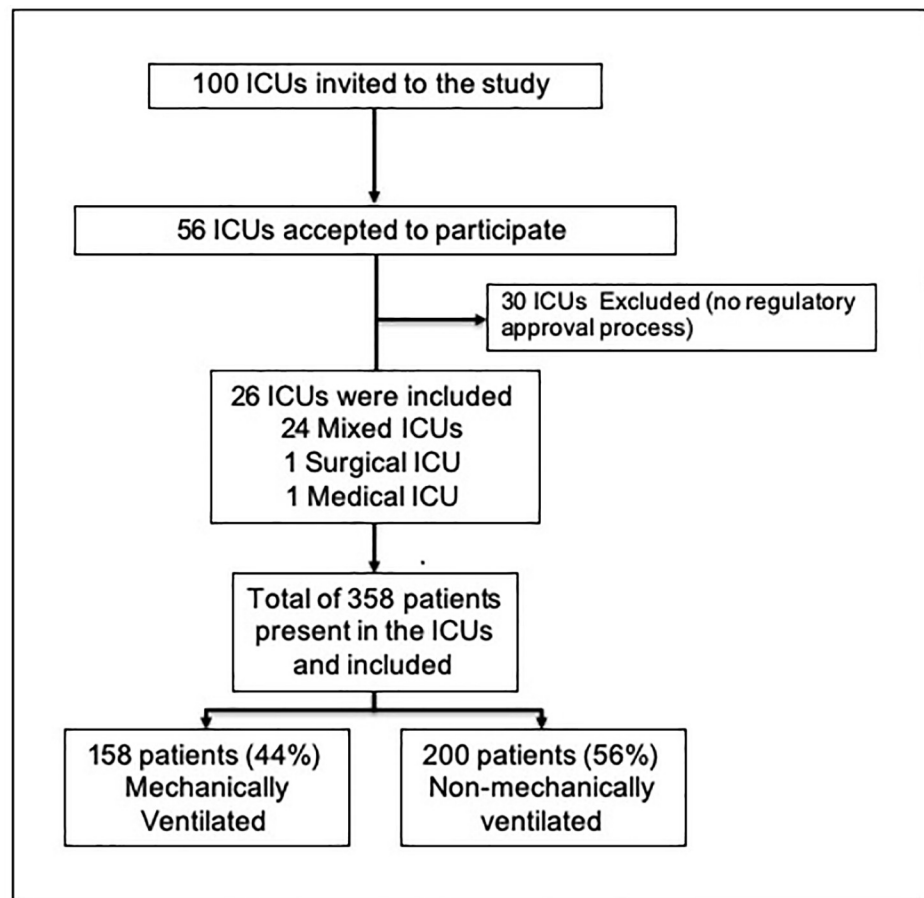 100 ICUs invited to the study
56 ICUs accepted to participate
30 ICUs Excluded (no regulatory
approval process)
26 ICUs were included
24 Mixed ICUs
1 Surgical ICU
1 Medical ICU
Total of 358 patients
present in the ICUs
and included
158 patients (44%)
Mechanically
Ventilated
200 patients (56%)
Non-mechanically
ventilated